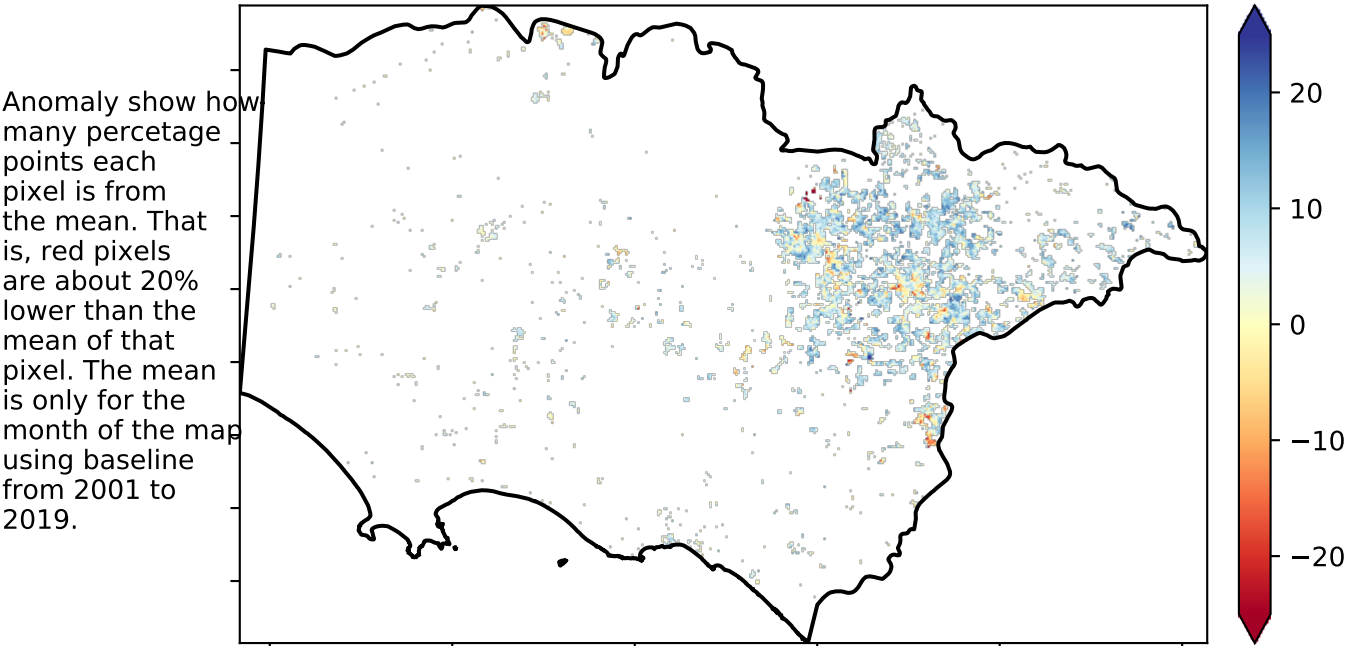 Anomaly show how
many percetage
points each
pixel is from
the mean. That
is, red pixels
are about 20%
lower than the
mean of that
pixel. The mean
is only for the
month of the map
using baseline
from 2001 to
2019.
20
10
0
−10
−20